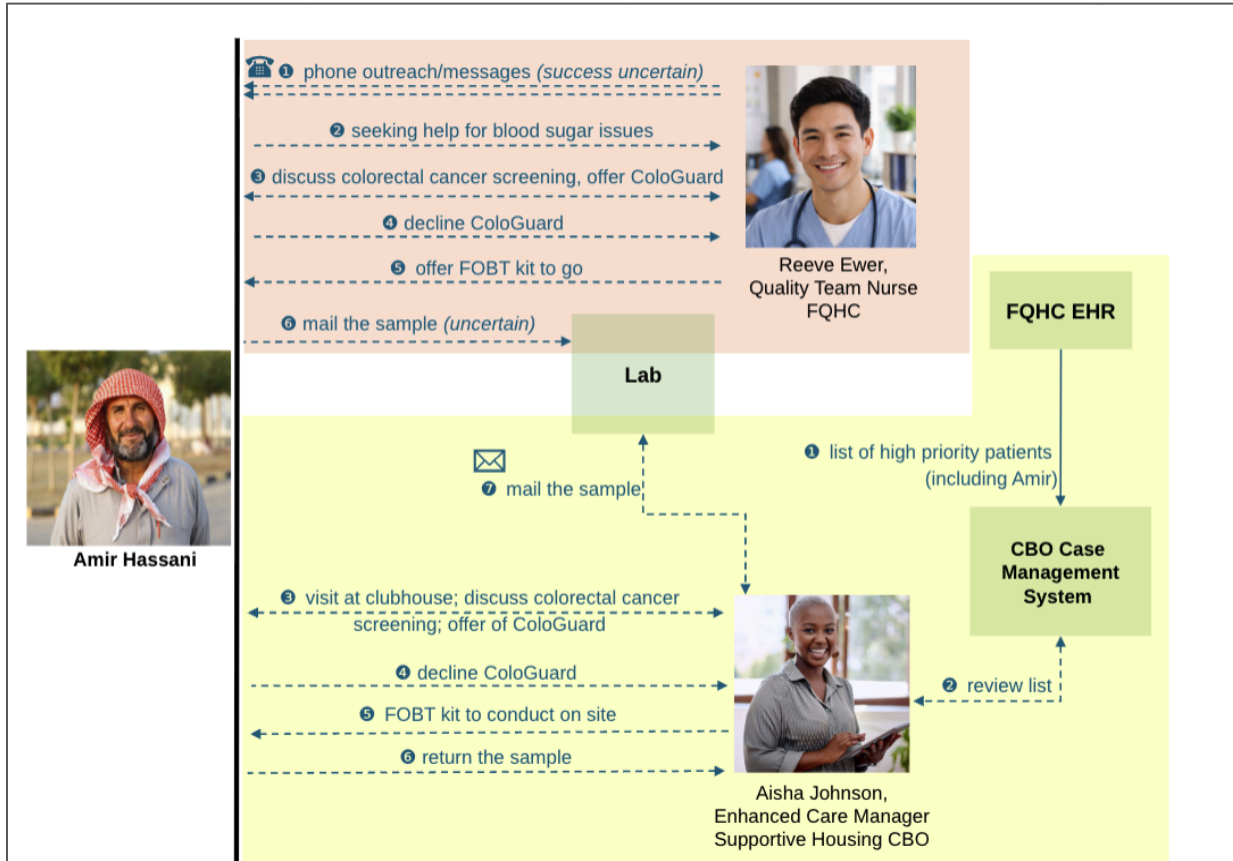 ❶ phone outreach/messages (success uncertain)
❷ seeking help for blood sugar issues
❸ discuss colorectal cancer screening, offer ColoGuard
❹ decline ColoGuard
❺ offer FOBT kit to go
❻ mail the sample (uncertain)
Reeve Ewer,
Quality Team Nurse
FQHC
Lab
FQHC EHR
Amir Hassani
❶ list of high priority patients
(including Amir)
CBO Case
Management
System
❷ review list
❸ visit at clubhouse; discuss colorectal cancer
screening; offer of ColoGuard
❹ decline ColoGuard
❺ FOBT kit to conduct on site
❻ return the sample
❼ mail the sample
Aisha Johnson,
Enhanced Care Manager
Supportive Housing CBO